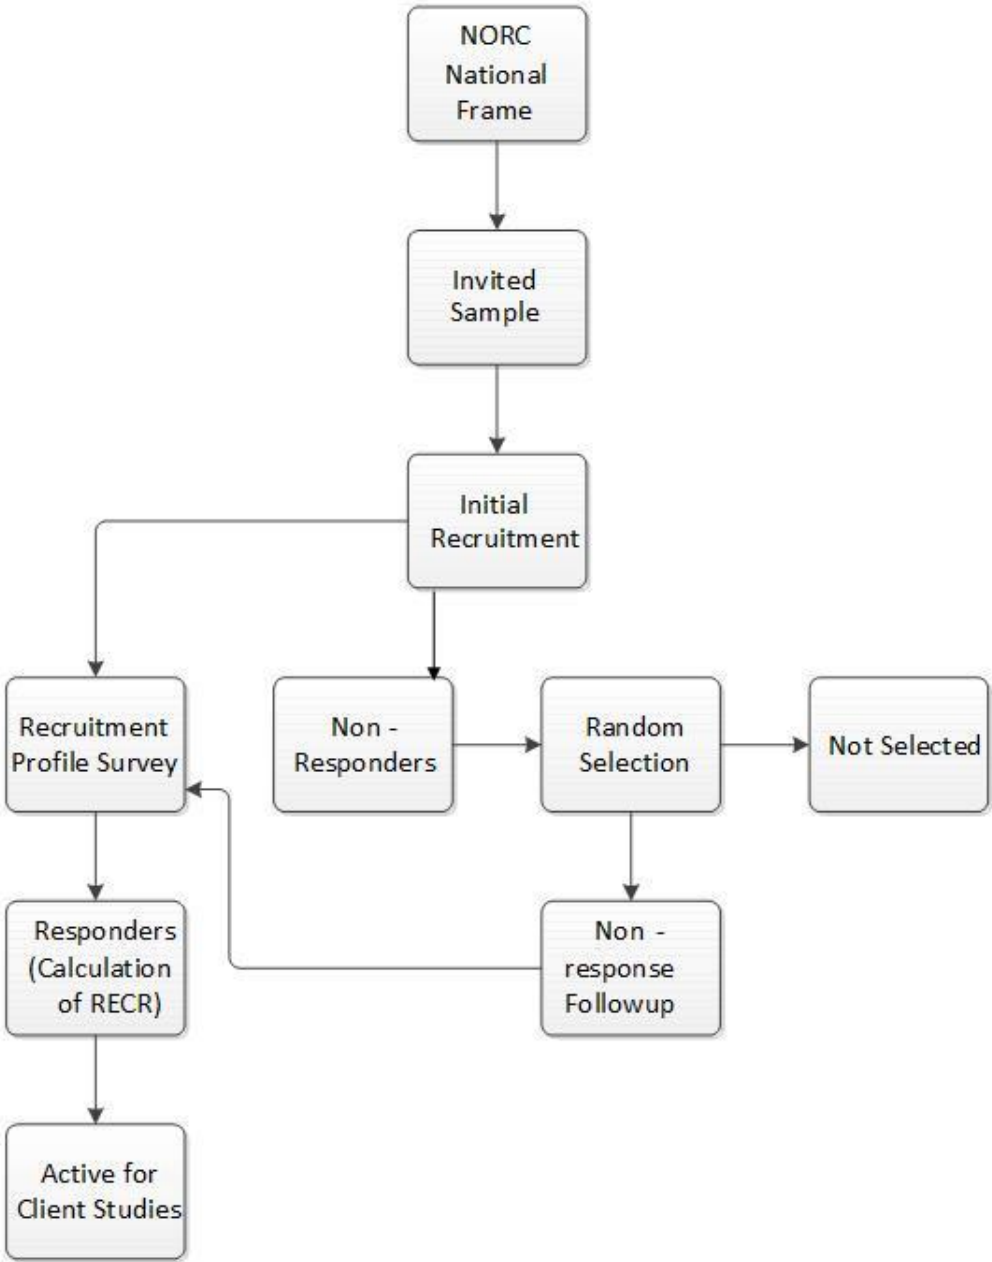 NORC
National
Frame
Invited
Sample
Initial
Recruitment
Recruitment
Profile Survey
Non -
Responders
Random
Selection
Not Selected
Responders
(Calculation
of RECR)
Non -
response
Followup
Active for
Client Studies